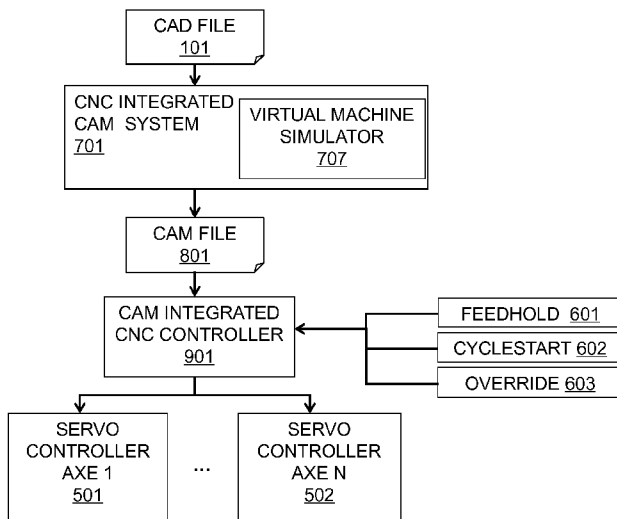 CAD FILE
101
CNC INTEGRATED
CAM SYSTEM
701
VIRTUAL MACHINE
SIMULATOR
707
CAM FILE
801
CAM INTEGRATED
CNC CONTROLLER
901
FEEDHOLD 601
CYCLESTART 602
OVERRIDE 603
SERVO
CONTROLLER
AXE 1
501
...
SERVO
CONTROLLER
AXE N
502